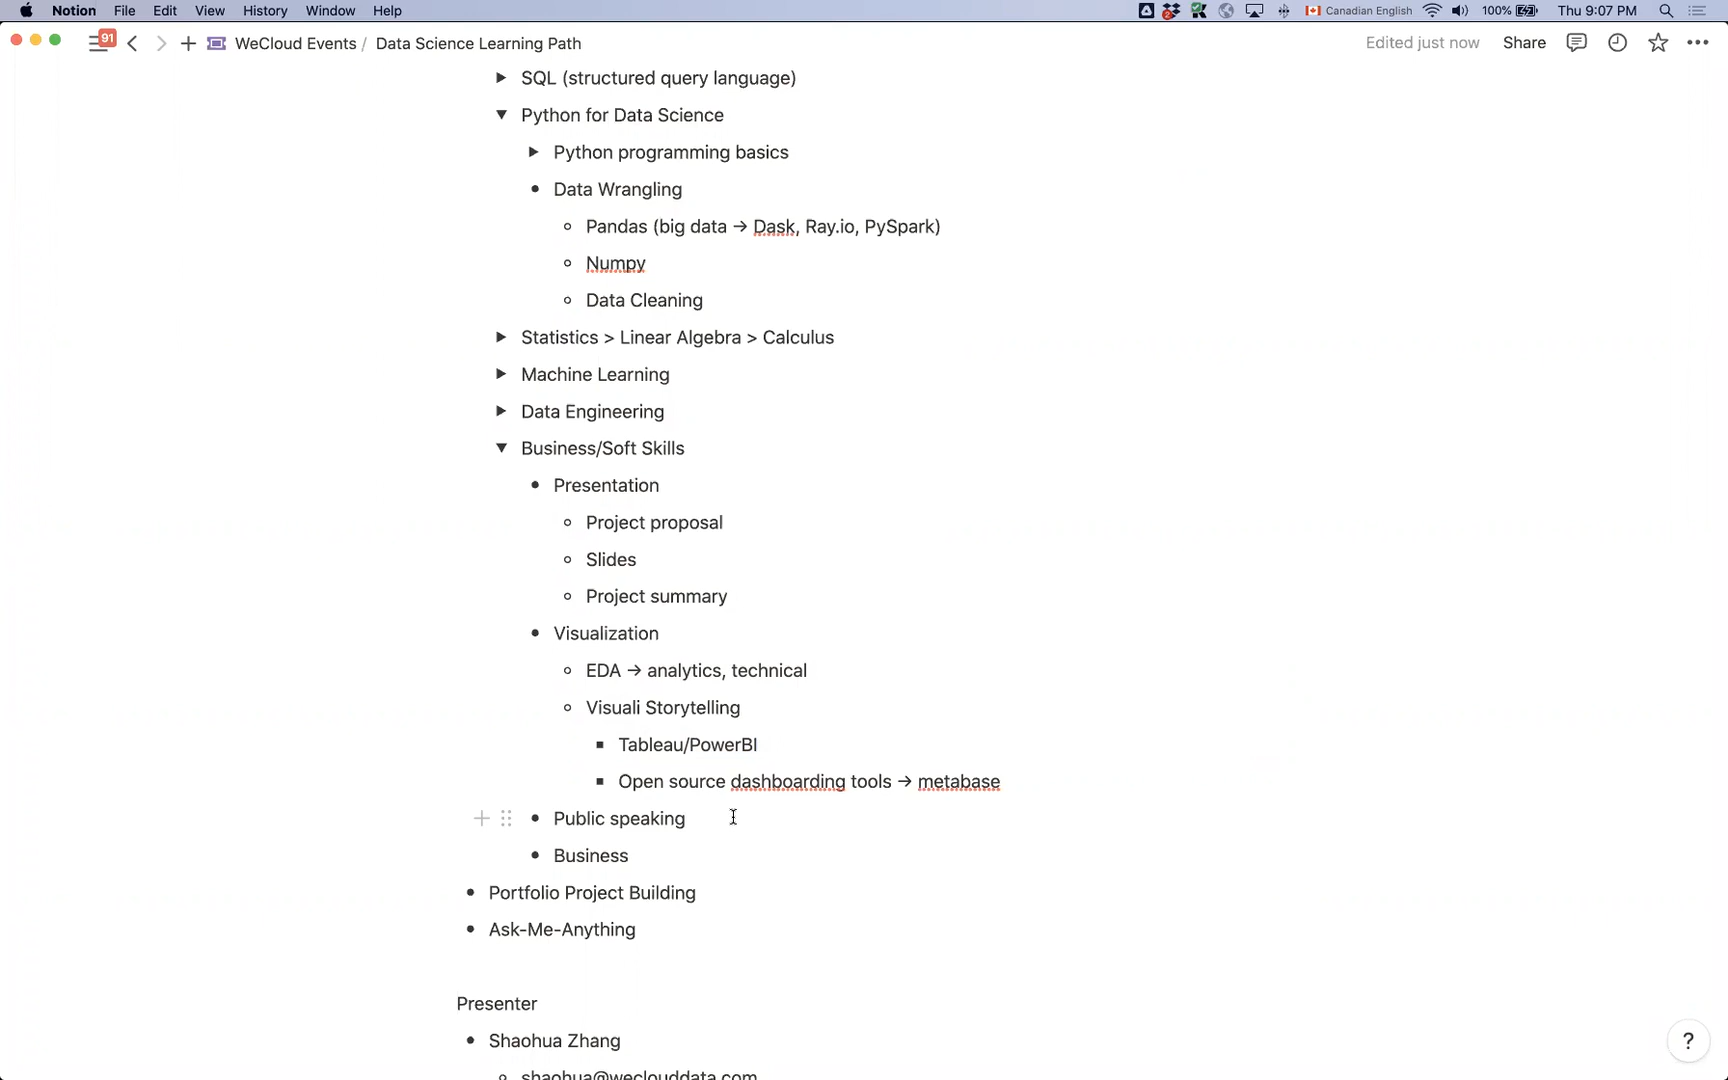 Notion File Edit View History Window Help 2 Canadian English 100% Thu 9:07 PM
91 WeCloud Events / Data Science Learning Path Edited just now Share
SQL (structured query language)
Python for Data Science
Python programming basics
Data Wrangling
Pandas (big data → Dask, Ray.io, PySpark)
Numpy
Data Cleaning
Statistics > Linear Algebra > Calculus
Machine Learning
Data Engineering
Business/Soft Skills
Presentation
Project proposal
Slides
Project summary
Visualization
EDA → analytics, technical
Visuali Storytelling
Tableau/PowerBI
Open source dashboarding tools → metabase
Public speaking
Business
Portfolio Project Building
Ask-Me-Anything
Presenter
Shaohua Zhang
?
shaohua@weclouddata.com